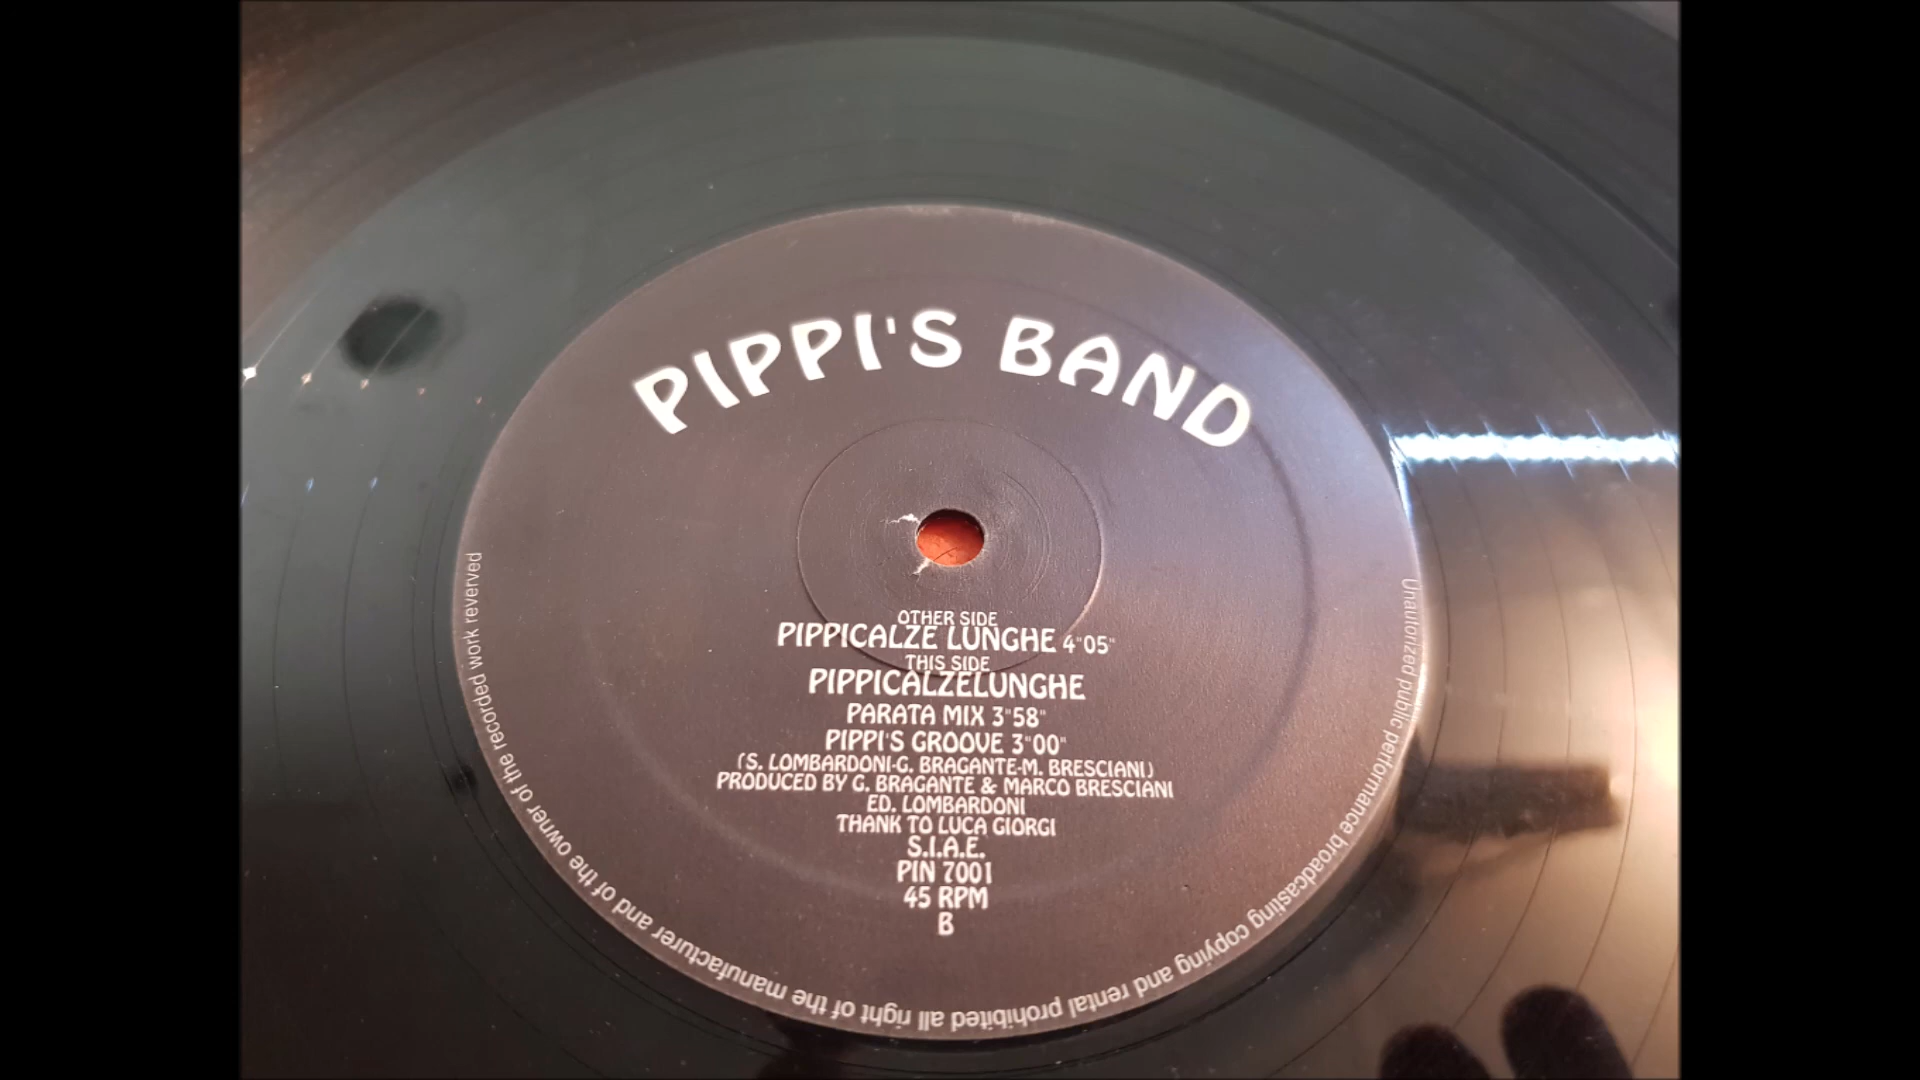 PIPPI'S BAND
OTHER SIDE
PIPPICALZE LUNGHE 4"05"
THIS SIDE
PIPPICALZELUNGHE
PARATA MIX 3"58"
PIPPI'S GROOVE 3"00"
(S. LOMBARDONI-G. BRAGANTE-M. BRESCIANI)
PRODUCED BY G. BRAGANTE & MARCO BRESCIANI
ED. LOMBARDONI
THANK TO LUCA GIORGI
S.I.A.E.
PIN 7001
45 RPM
B
Unautorized public performance broadcasting copying and rental prohibited all right of the manufacturer and of the owner of the recorded work reverved